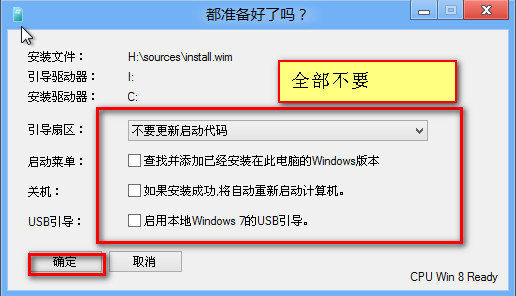 都准备好了吗？
安装文件： H:\sources\install.wim
引导驱动器： I:
安装驱动器： C:
全部不要
引导扇区： 不要更新启动代码
启动菜单： 查找并添加已经安装在此电脑的Windows版本
关机： 如果安装成功,将自动重新启动计算机。
USB引导： 启用本地Windows 7的USB引导。
确定 取消
CPU Win 8 Ready